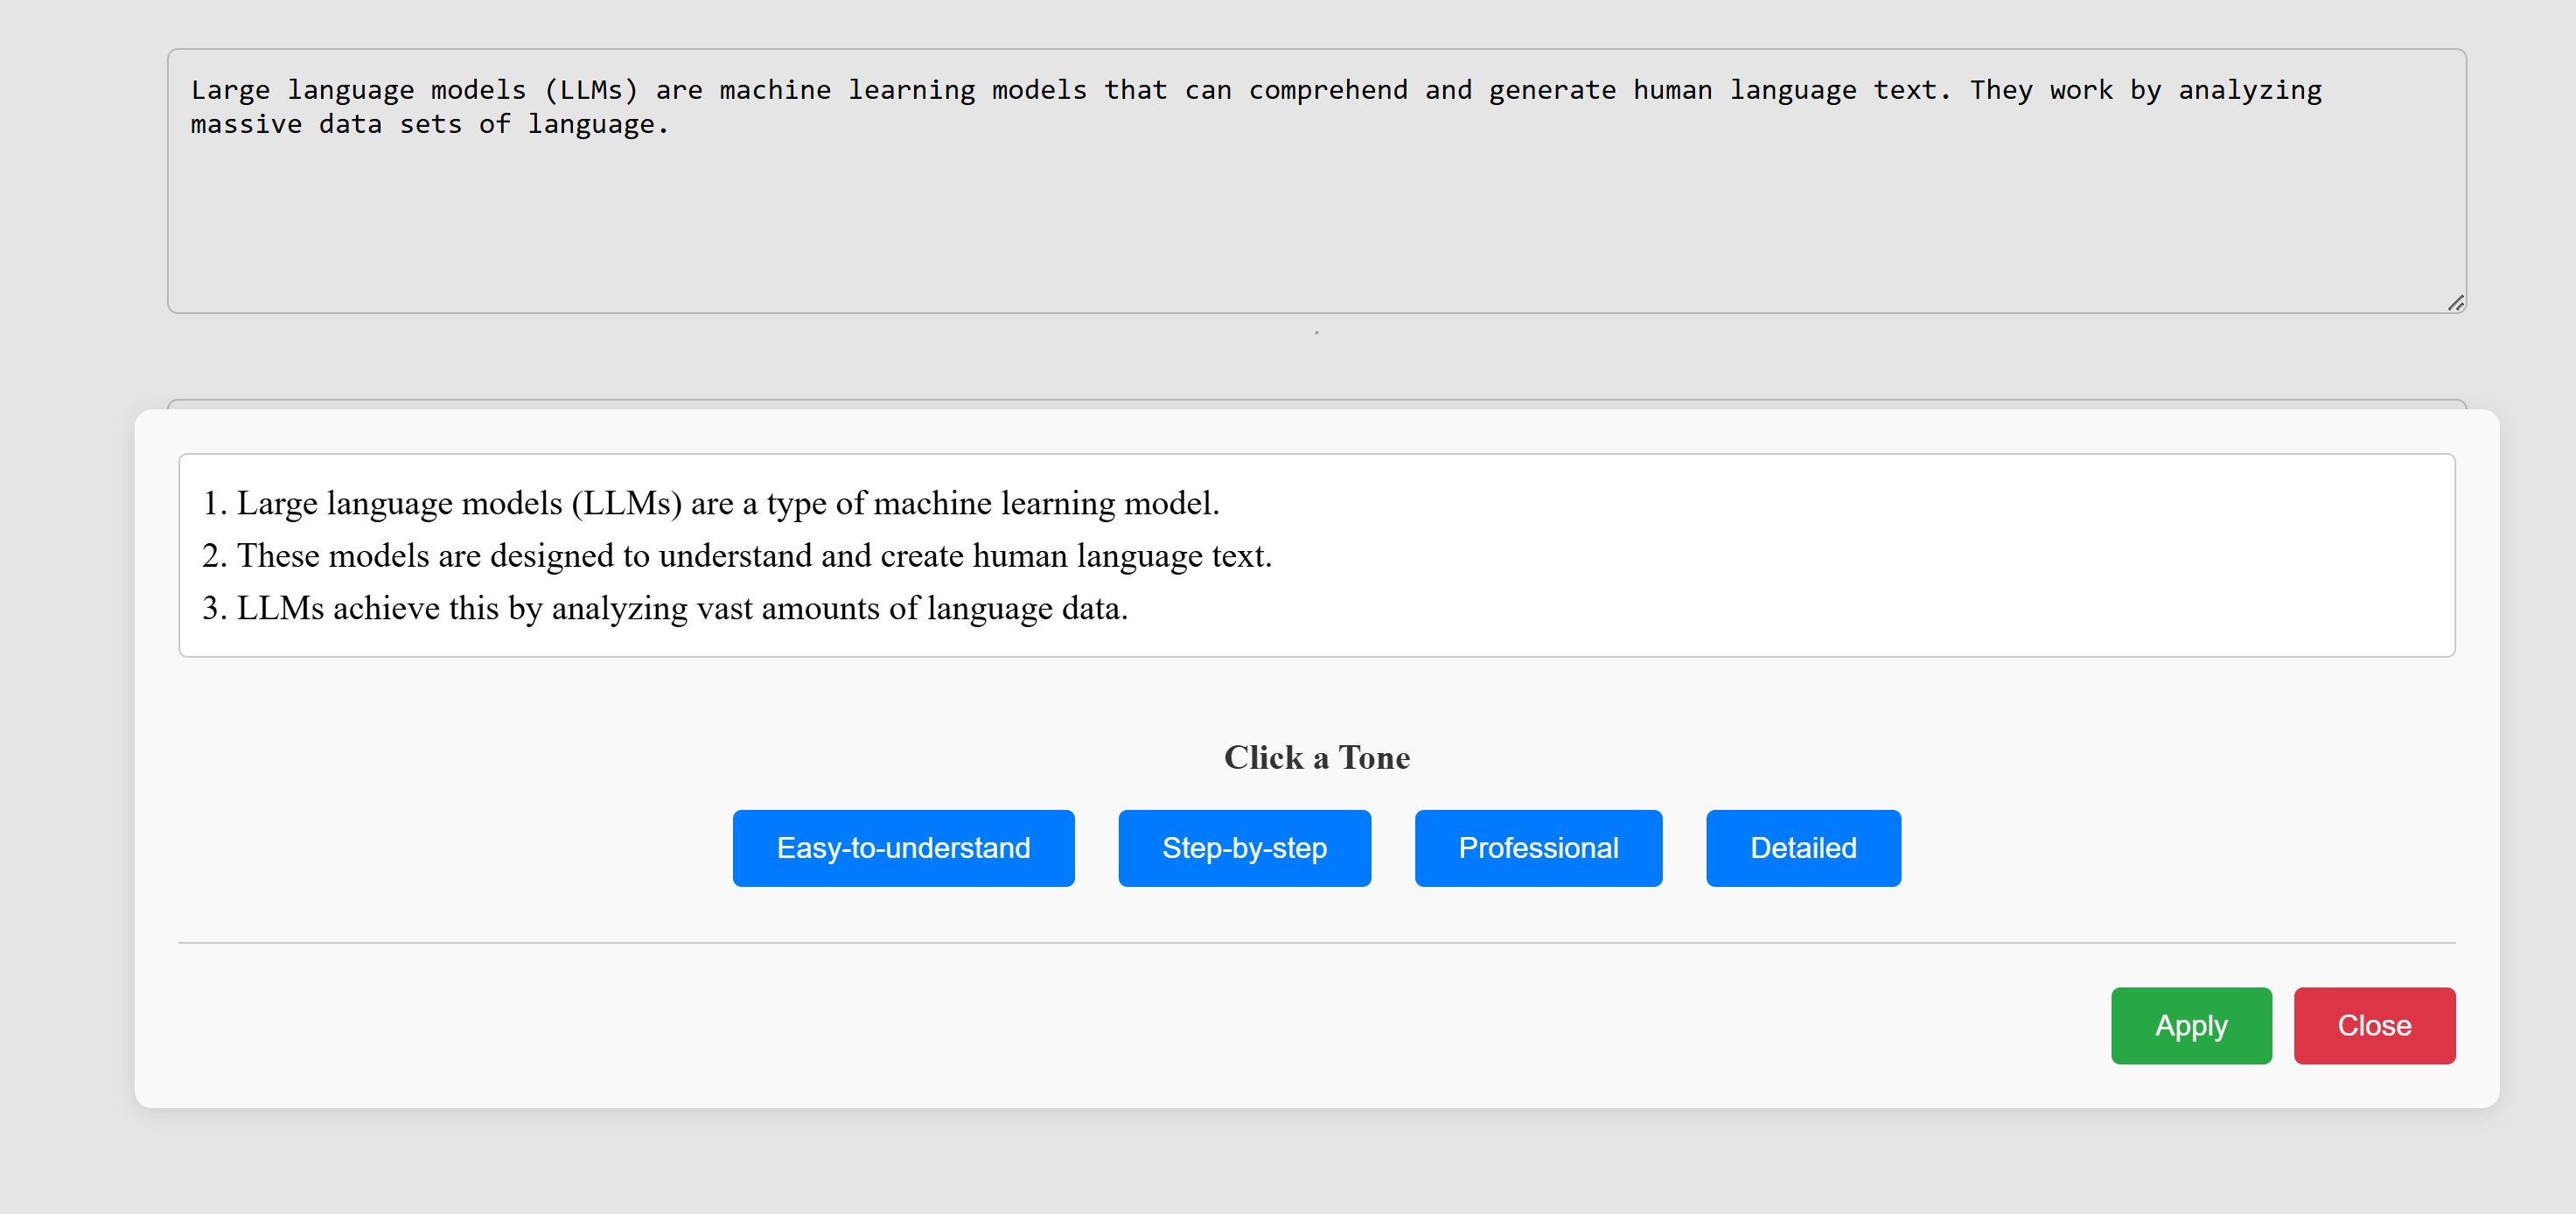 Large language models (LLMs) are machine learning models that can comprehend and generate human language text. They work by analyzing
massive data sets of language.
1. Large language models (LLMs) are a type of machine learning model.
2. These models are designed to understand and create human language text.
3. LLMs achieve this by analyzing vast amounts of language data.
Click a Tone
Easy-to-understand Step-by-step Professional Detailed
Apply Close